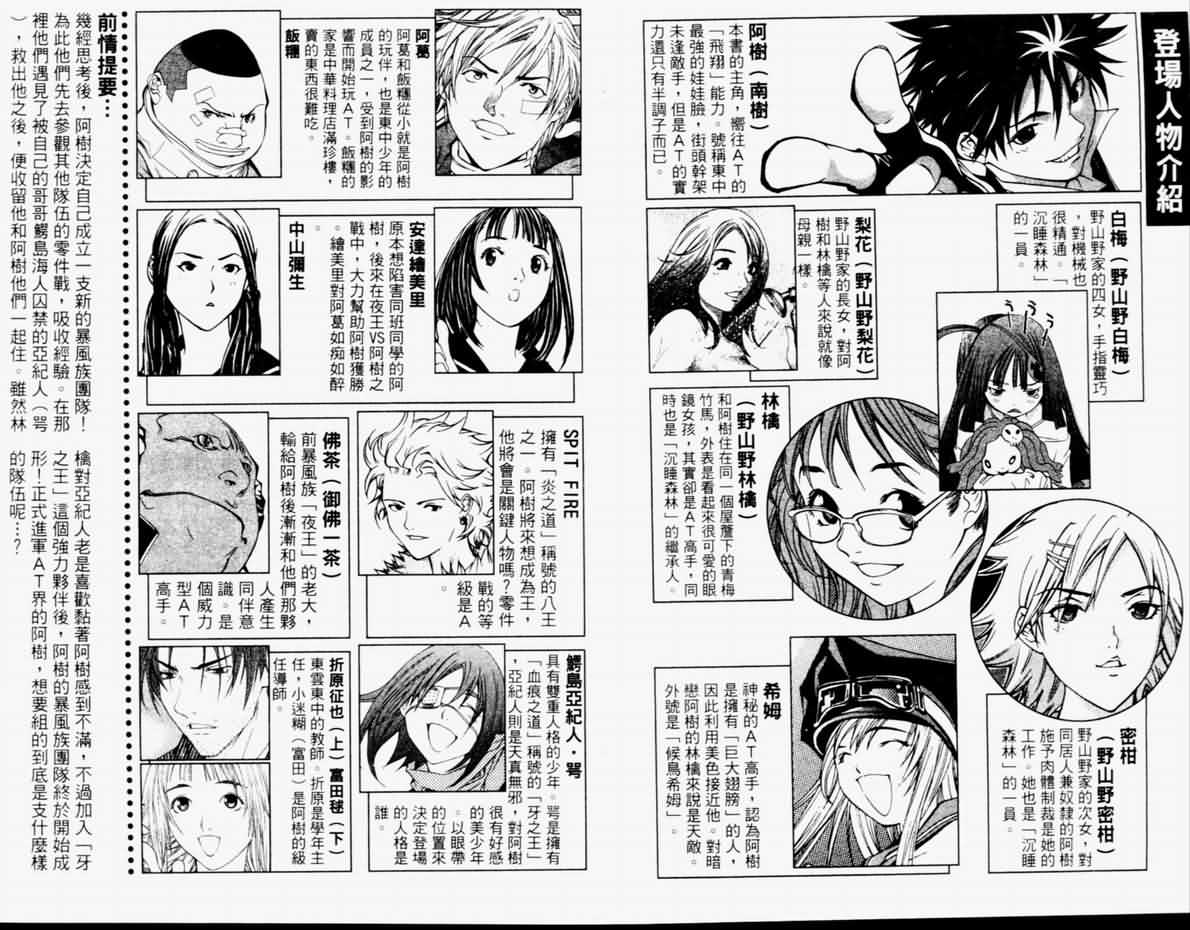 登場人物介紹
阿樹（南樹）
本書的主角，嚮往ＡＴ的
「飛翔」能力。號稱東中
最強的娃娃臉，街頭幹架
未逢敵手，但是ＡＴ的實
力還只有半調子而已。
白梅（野山野白梅）
野山野家的四女，手指靈巧
，對機械也
很精通。「
沉睡森林」
的一員。
うううう
梨花（野山野梨花）
野山野家的長女，對阿
樹和林檎等人來說就像
母親一樣。
林檎
（野山野林檎）
和阿樹住在同一個屋簷下的青梅
竹馬，外表是看起來很可愛的眼
鏡女孩，其實卻是ＡＴ高手，同
時也是「沉睡森林」的繼承人。
密柑
（野山野密柑）
野山野家的次女，對
同居人兼奴隸的阿樹
施予肉體制裁是她的
工作。她也是「沉睡
森林」的一員。
希姆
神秘的ＡＴ高手，認為阿樹
是擁有「巨大翅膀」的人，
因此利用美色接近他。對暗
戀阿樹的林檎來說是天敵。
外號是「候鳥希姆」。
阿葛
飯糰
阿葛和飯糰從小就是阿樹
的玩伴，也是東中少年的
成員之一，受到阿樹的影
響而開始玩ＡＴ。飯糰的
家是中華料理店滿珍樓，
賣的東西很難吃。
安達繪美里
中山彌生
原本想陷害同班同學的阿
樹，後來在夜王ＶＳ阿樹之
戰中，大力幫助阿樹獲勝
。繪美里對阿葛如痴如醉
。
SPIT FIRE
擁有「炎之道」稱號的八王
之一。阿樹將來想成為王，
他將會是關鍵人物嗎？零件
戰的等
級是Ａ
。
佛茶（御佛一茶）
前暴風族「夜王」的老大，
輸給阿樹後漸漸和他們那夥
人產生
同伴意
識。是
個威力
型ＡＴ
高手。
鰐島亞紀人．咢
具有雙重人格的少年。咢是擁有
「血痕之道」稱號的「牙之王」
，亞紀人則是天真無邪，對阿樹
很有好感
的美少年
。以眼帶
的位置來
決定登場
的人格是
誰。
折原征也（上）富田毬（下）
東雲東中的教師。折原是學年主
任，小迷糊（富田）是阿樹的級
任導師。
前情提要…
幾經思考後，阿樹決定自己成立一支新的暴風族團隊！
為此他們先去參觀其他隊伍的零件戰，吸收經驗。在那
裡他們遇見了被自己的哥哥鰐島海人囚禁的亞紀人（咢
），救出他之後，便收留他和阿樹他們一起住。雖然林
檎對亞紀人老是喜歡黏著阿樹感到不滿，不過加入「牙
之王」這個強力夥伴後，阿樹的暴風族團隊終於開始成
形！正式進軍ＡＴ界的阿樹，想要組的到底是支什麼樣
的隊伍呢…？